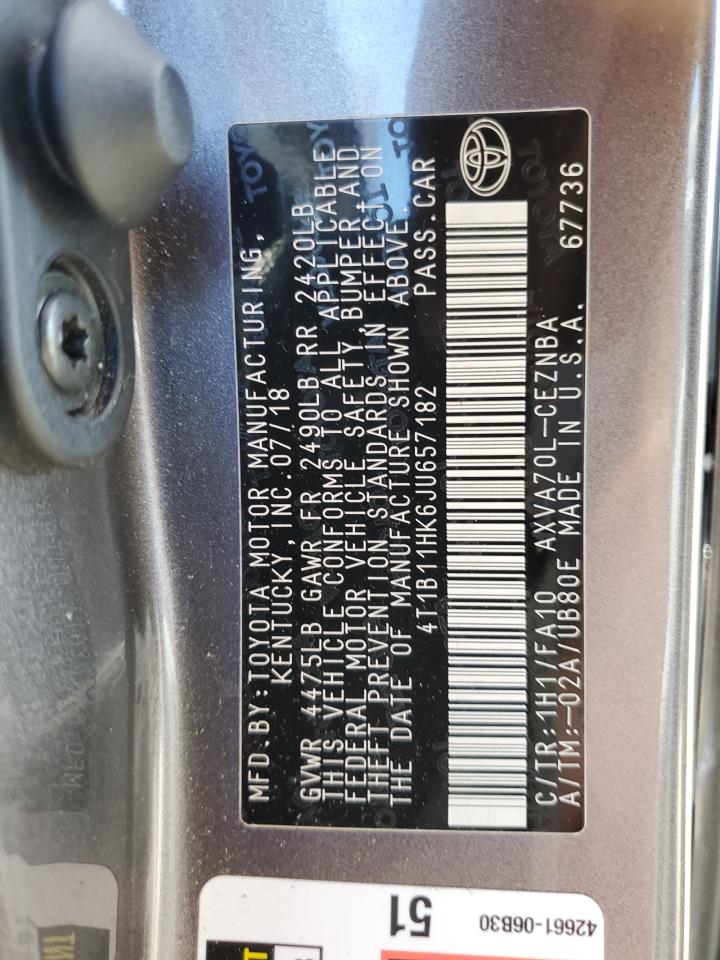 MFD.BY:TOYOTA MOTOR MANUFACTURING,
KENTUCKY, INC.07/18
GVWR 4475LB GAWR FR 2490LB RR 2420LB
THIS VEHICLE CONFORMS TO ALL APPLICABLE
FEDERAL MOTOR VEHICLE SAFETY,BUMPER,AND
THEFT PREVENTION STANDARDS IN EFFECT ON
THE DATE OF MANUFACTURE SHOWN ABOVE.
4T1B11HK6JU657182 PASS.CAR
C/TR:1H1/FA10 AXVA70L-CEZNBA
A/TM:-02A/UB80E MADE IN U.S.A. 67736
51
42661-06B30